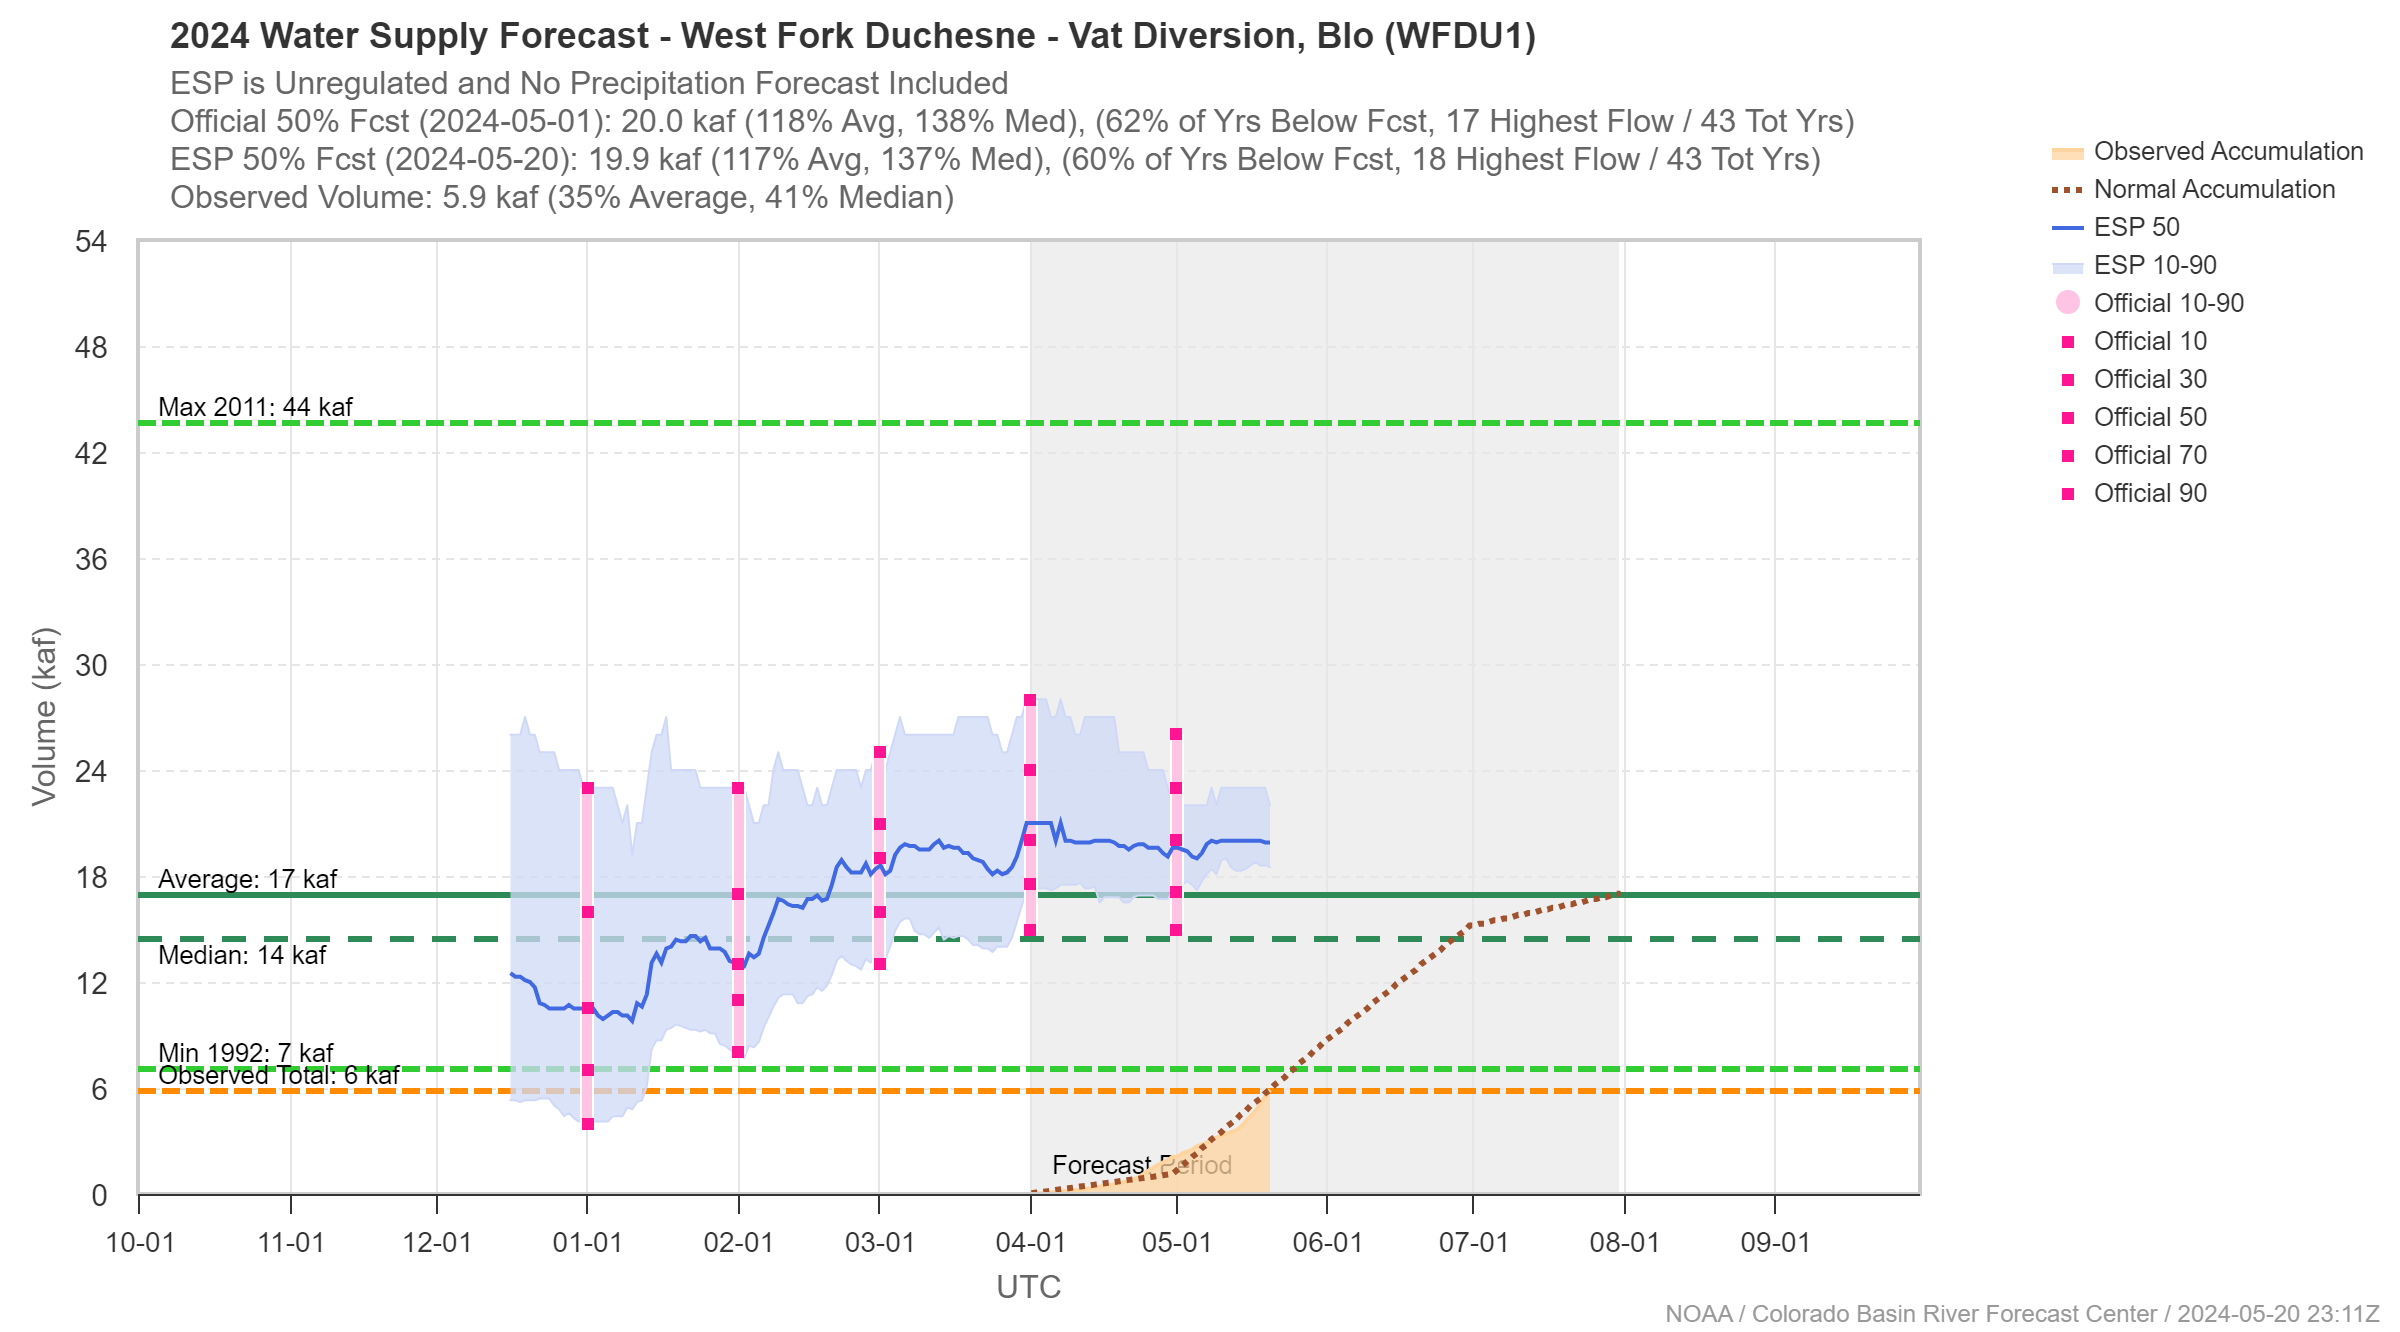 2024 Water Supply Forecast - West Fork Duchesne - Vat Diversion, Blo (WFDU1)
ESP is Unregulated and No Precipitation Forecast Included
Official 50% Fcst (2024-05-01): 20.0 kaf (118% Avg, 138% Med), (62% of Yrs Below Fcst, 17 Highest Flow / 43 Tot Yrs)
ESP 50% Fcst (2024-05-20): 19.9 kaf (117% Avg, 137% Med), (60% of Yrs Below Fcst, 18 Highest Flow / 43 Tot Yrs)
Observed Volume: 5.9 kaf (35% Average, 41% Median)
Observed Accumulation
Normal Accumulation
ESP 50
ESP 10-90
Official 10-90
Official 10
Official 30
Official 50
Official 70
Official 90
Volume (kaf)
54
48
42
36
30
24
18
12
6
0
Max 2011: 44 kaf
Average: 17 kaf
Median: 14 kaf
Min 1992: 7 kaf
Observed Total: 6 kaf
Forecast Period
10-01 11-01 12-01 01-01 02-01 03-01 04-01 05-01 06-01 07-01 08-01 09-01
UTC
NOAA / Colorado Basin River Forecast Center / 2024-05-20 23:11Z